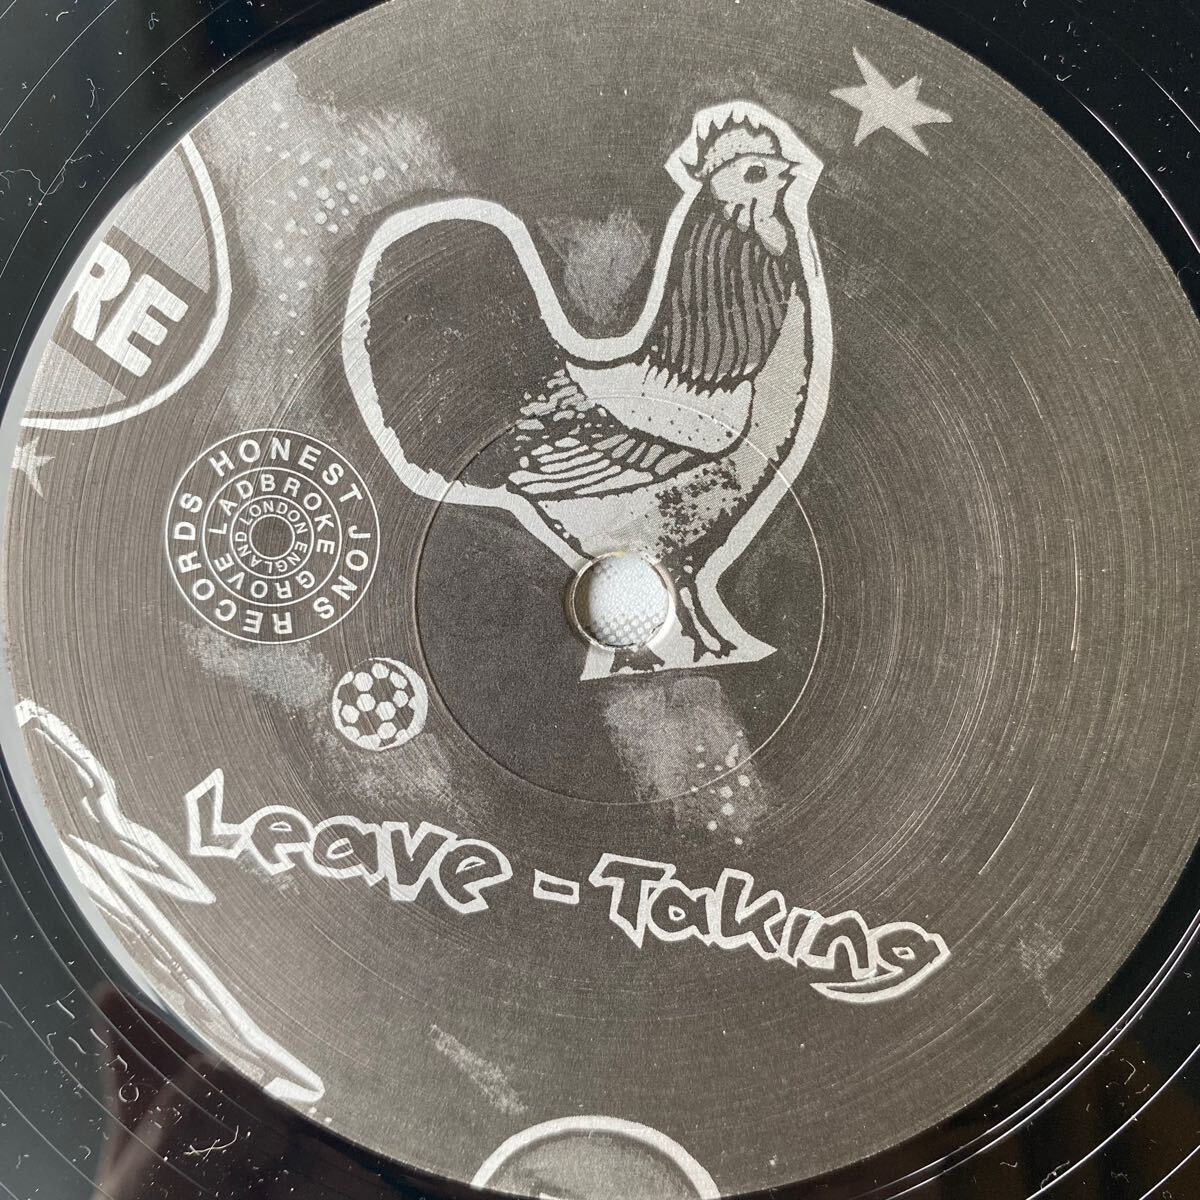 RE
HONEST JONS RECORDS
LADBROKE GROVE
LONDON ENGLAND
Leave - Taking